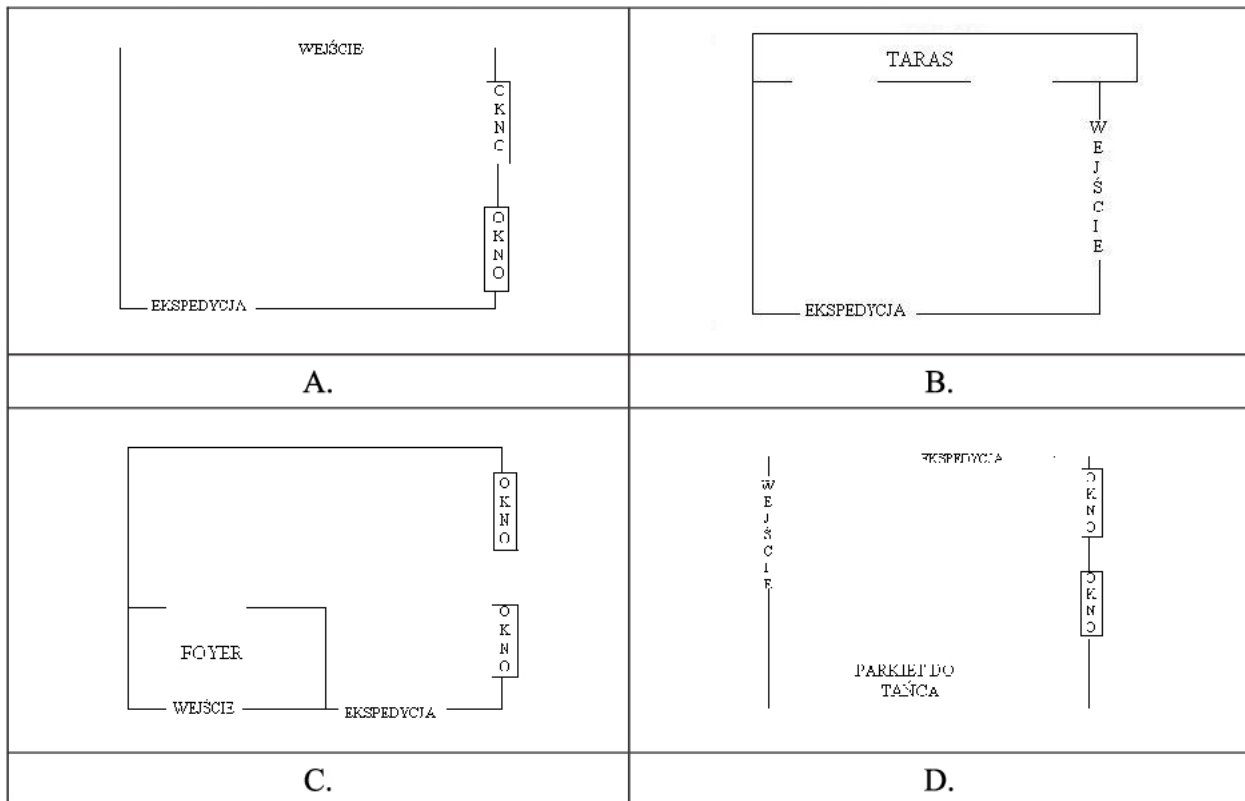 WEJŚCIE
OKNO
OKNO
EKSPEDYCJA
A.
TARAS
WEJŚCIE
EKSPEDYCJA
B.
OKNO
OKNO
FOYER
WEJŚCIE
EKSPEDYCJA
C.
EKSPEDYCJA
WEJŚCIE
OKNO
OKNO
PARKIET DO
TAŃCA
D.